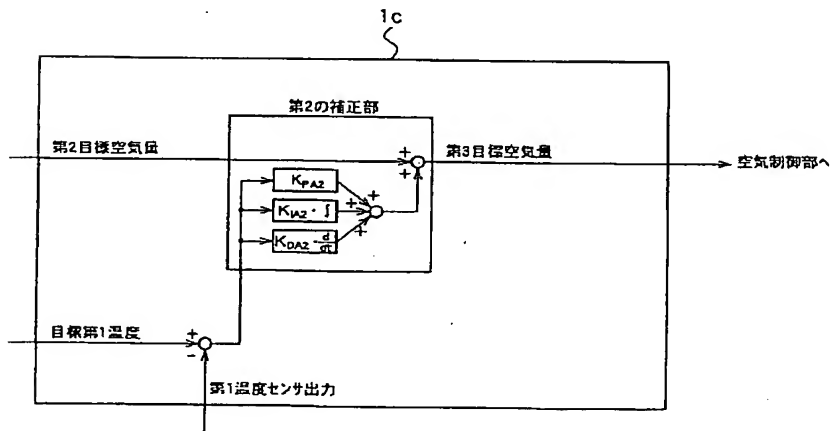 1c
第2の補正部
第2目標空気量
第3目標空気量
空気制御部へ
+
+
K_PA2
K_IA2・∫
K_DA2・d/dt
+
+
+
目標第1温度
+
-
第1温度センサ出力